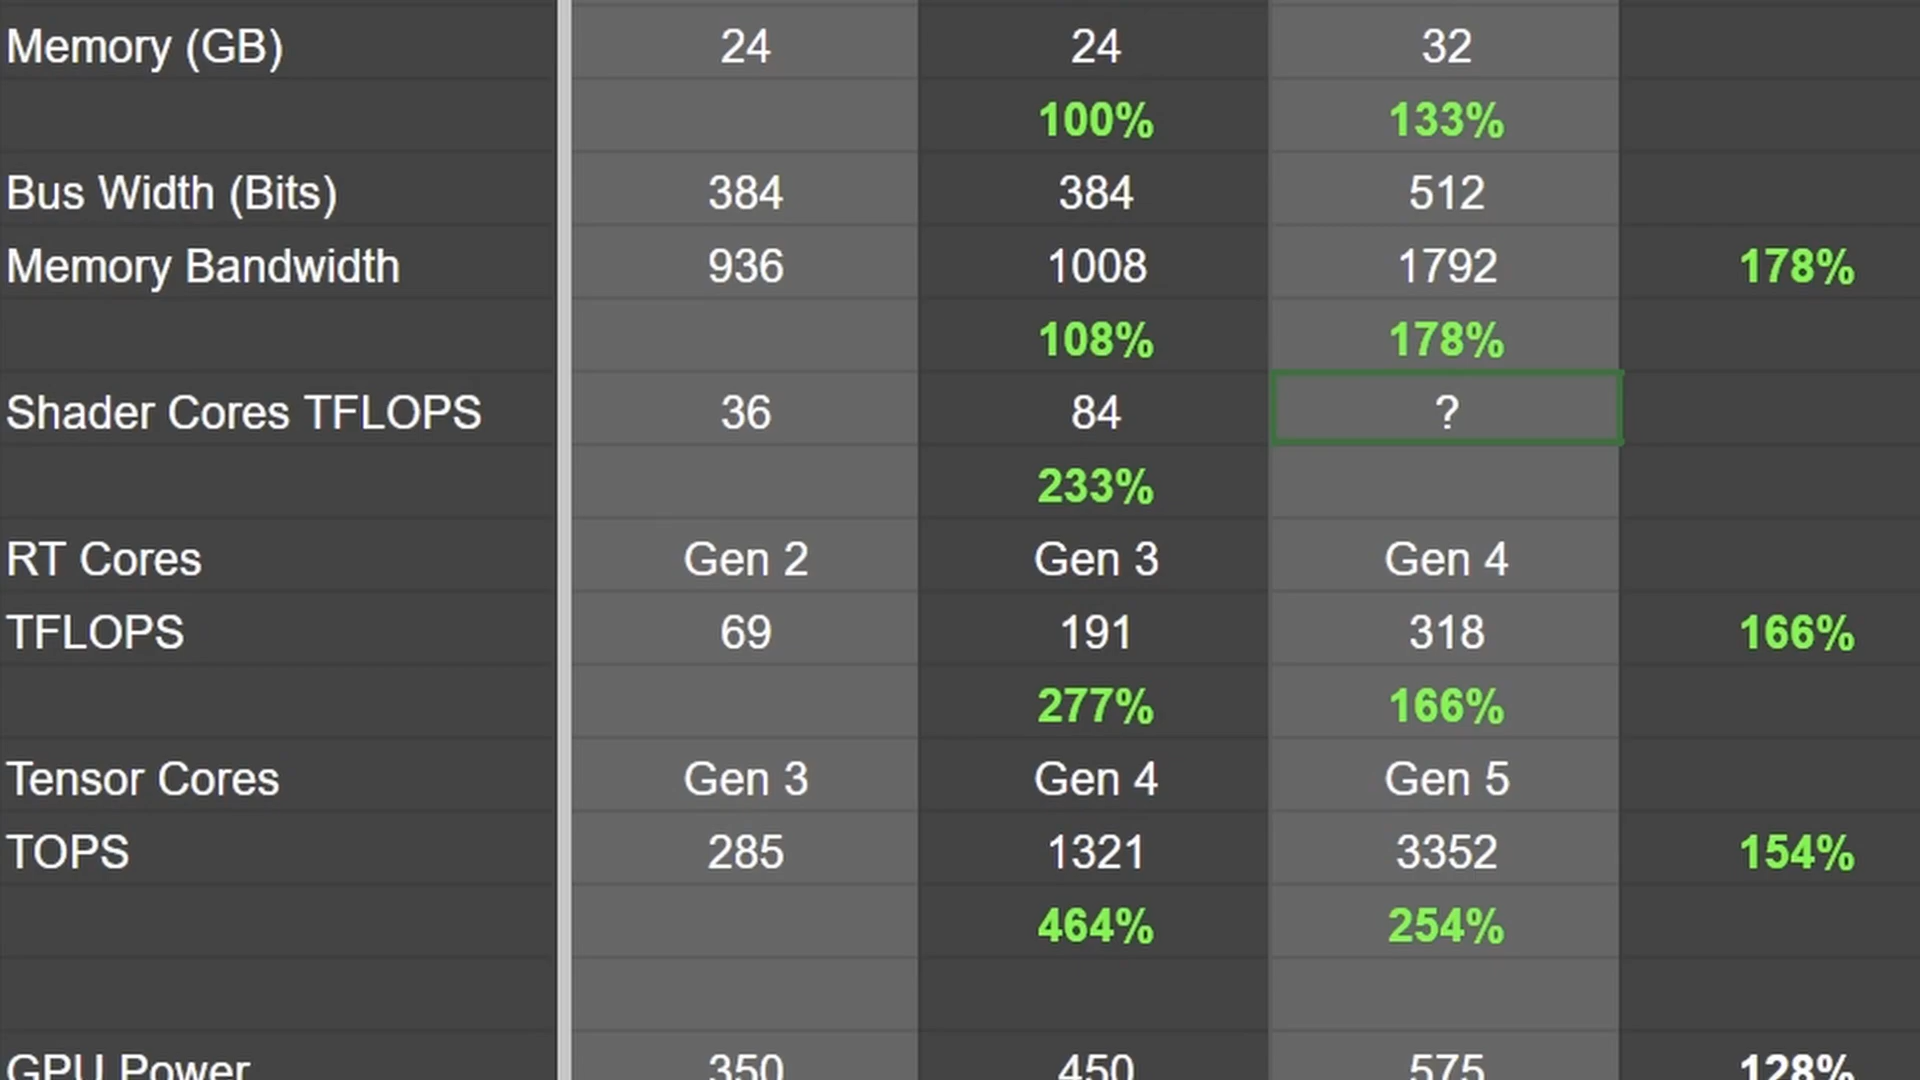 Memory (GB) 24 24 32
100% 133%
Bus Width (Bits) 384 384 512
Memory Bandwidth 936 1008 1792 178%
108% 178%
Shader Cores TFLOPS 36 84 ?
233%
RT Cores Gen 2 Gen 3 Gen 4
TFLOPS 69 191 318 166%
277% 166%
Tensor Cores Gen 3 Gen 4 Gen 5
TOPS 285 1321 3352 154%
464% 254%
GPU Power 350 450 575 128%